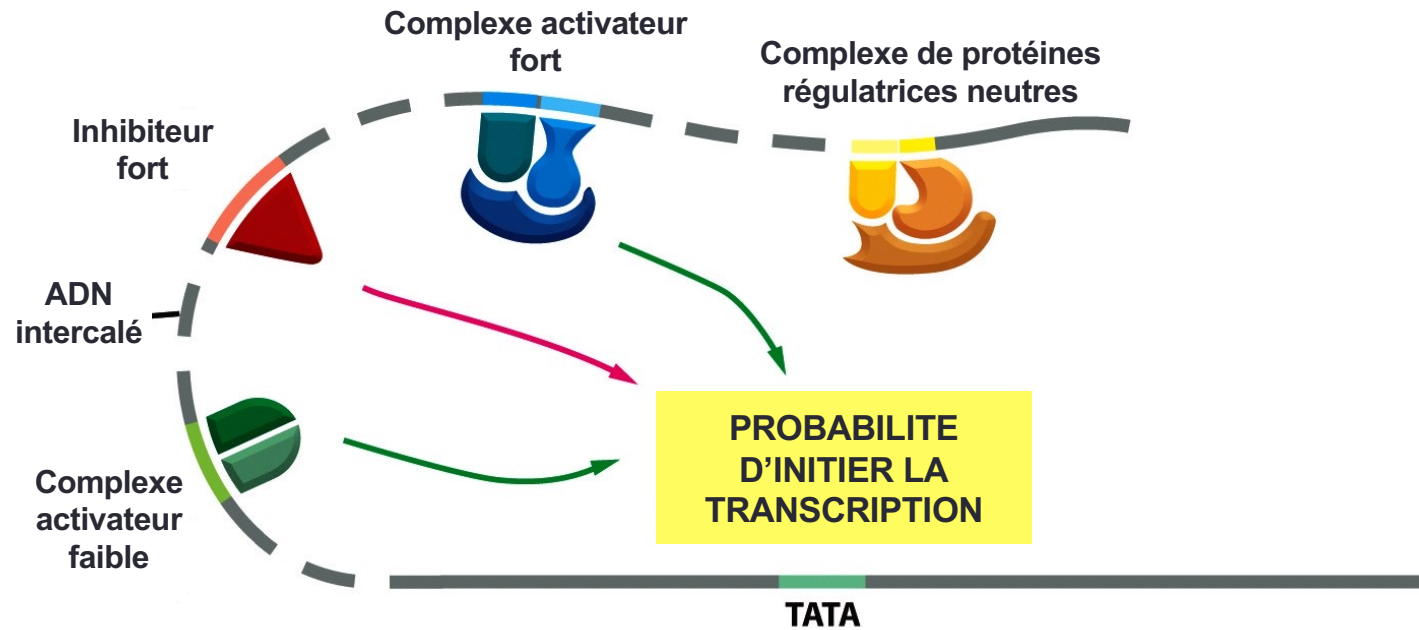 Complexe activateur
fort
Complexe de protéines
régulatrices neutres
Inhibiteur
fort
ADN
intercalé
Complexe
activateur
faible
PROBABILITE
D’INITIER LA
TRANSCRIPTION
TATA